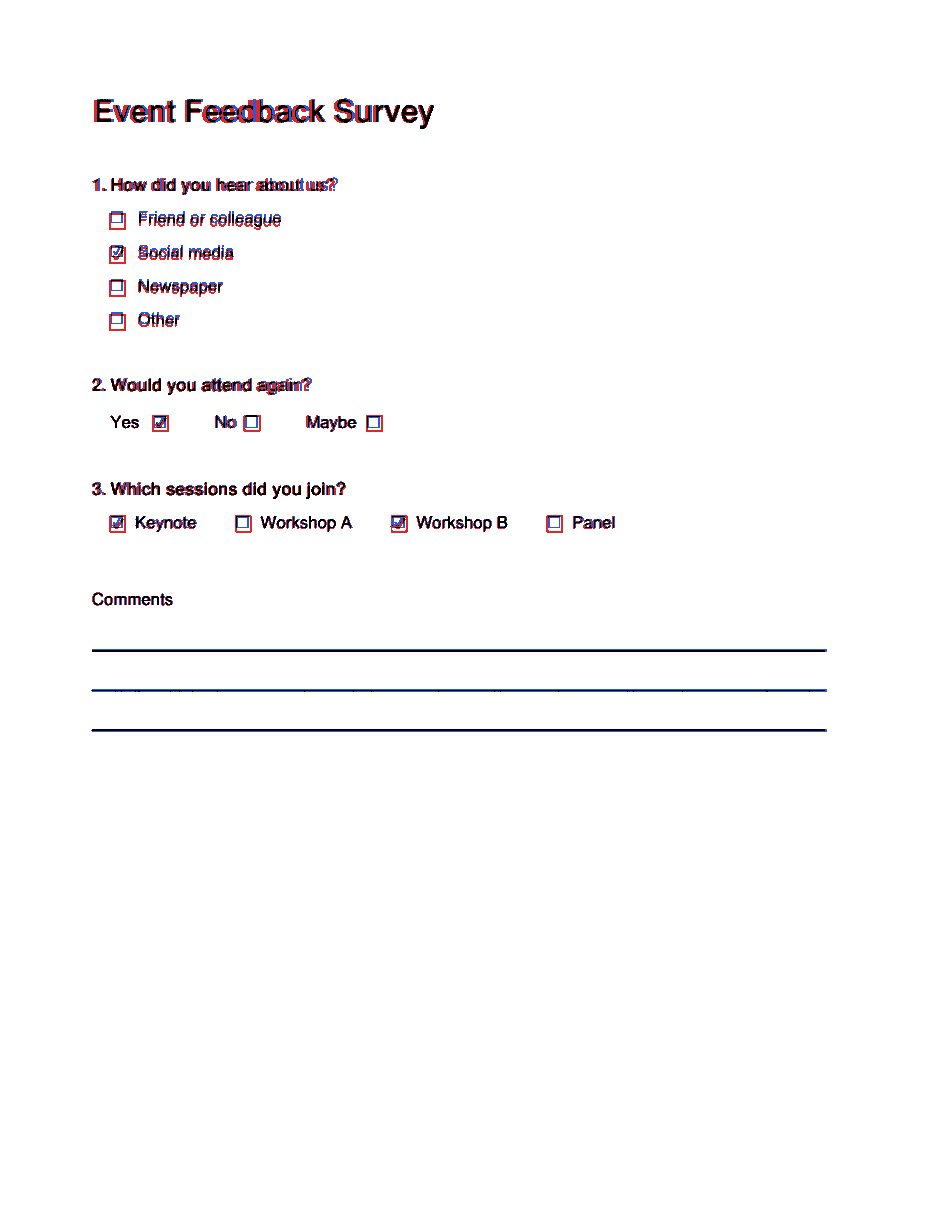 Event Feedback Survey
1. How did you hear about us?
☐ Friend or colleague
☑ Social media
☐ Newspaper
☐ Other
2. Would you attend again?
Yes ☑ No ☐ Maybe ☐
3. Which sessions did you join?
☑ Keynote ☐ Workshop A ☑ Workshop B ☐ Panel
Comments